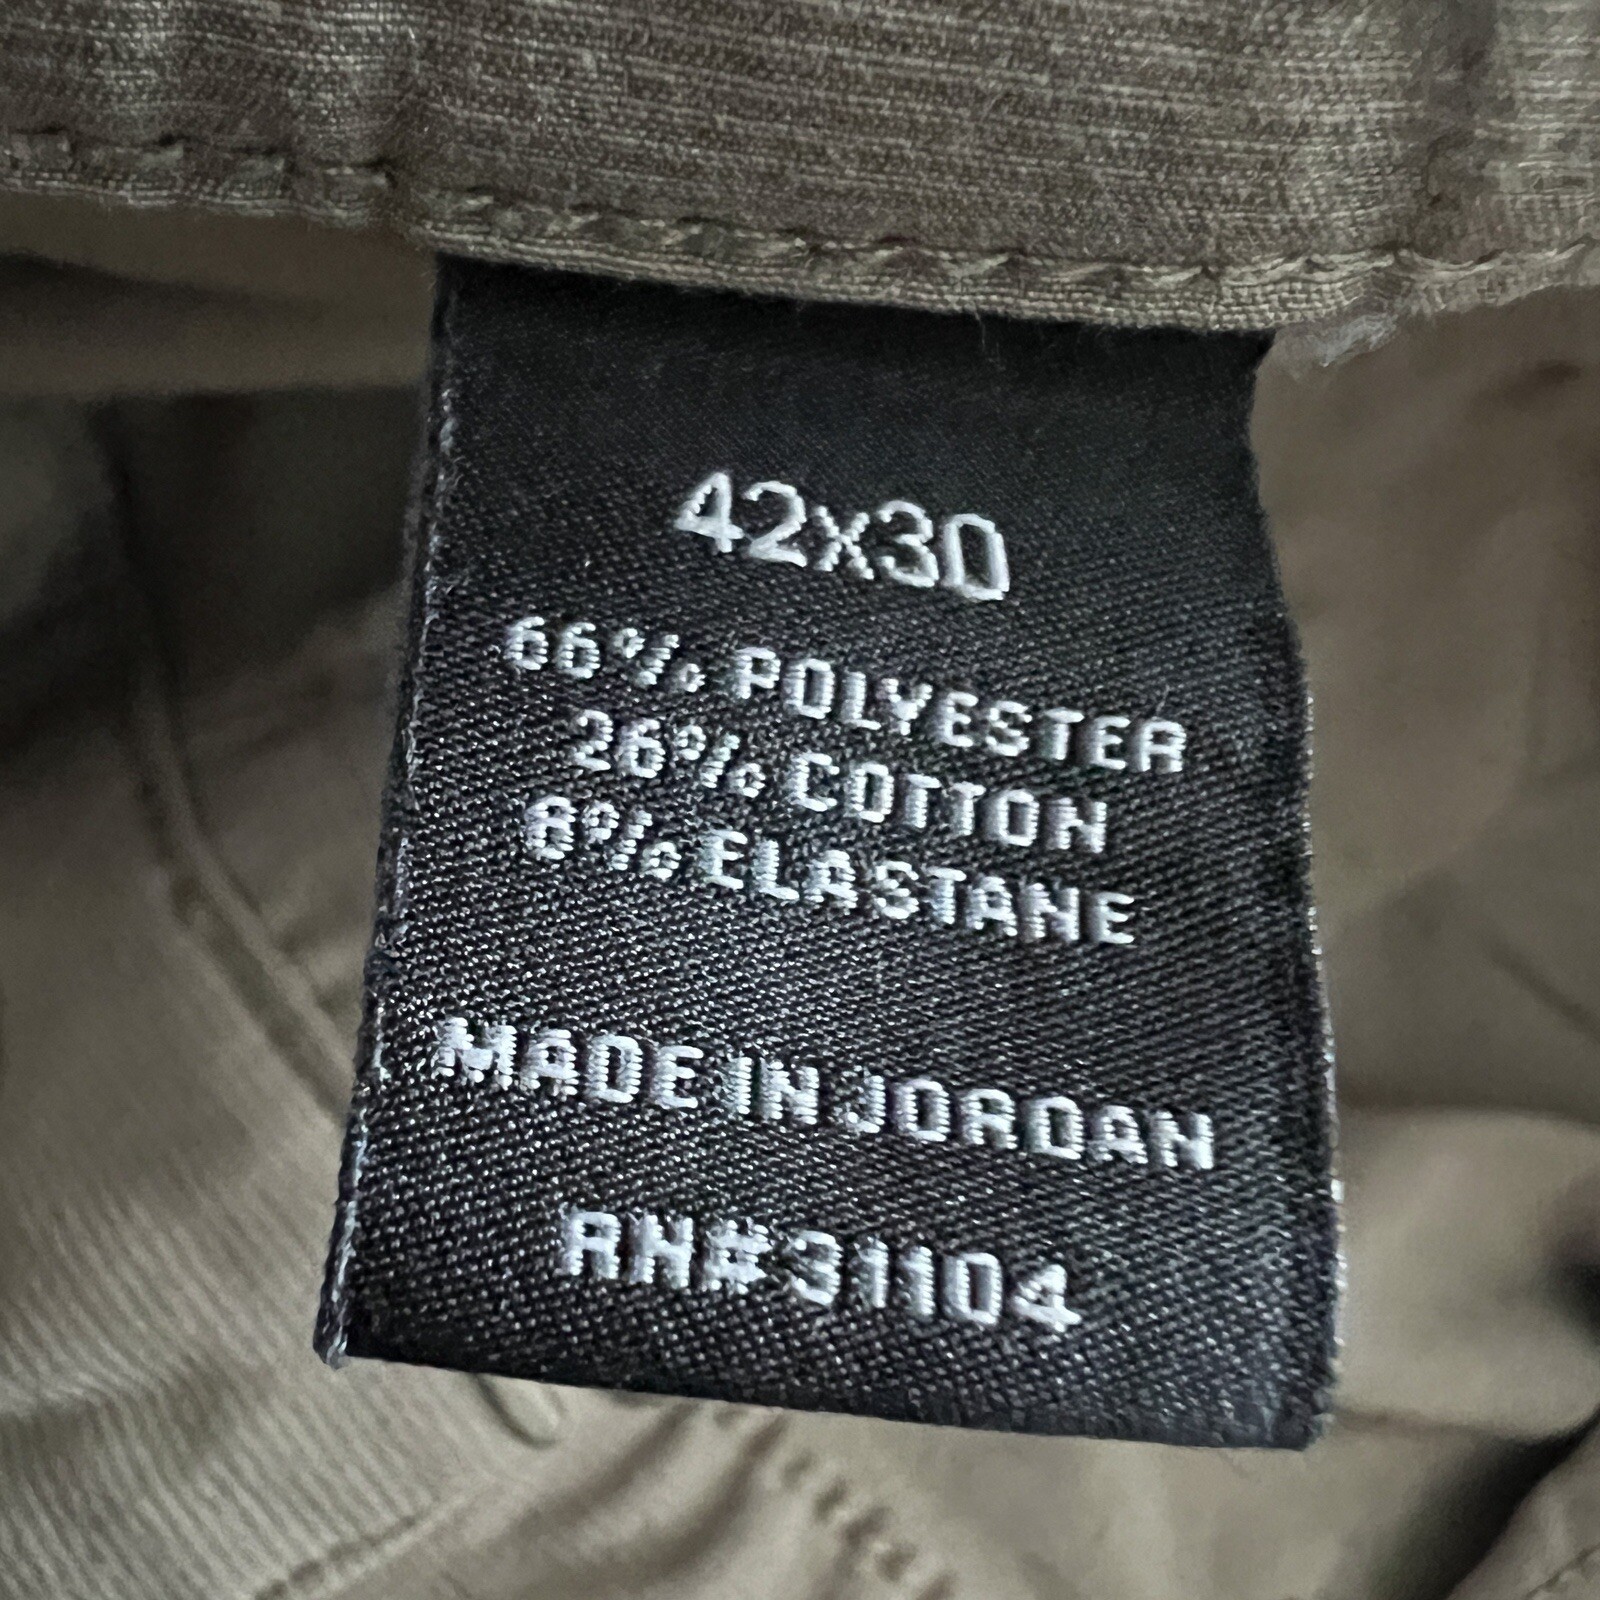 42x30
66% POLYESTER
26% COTTON
8% ELASTANE
MADE IN JORDAN
RN#31104